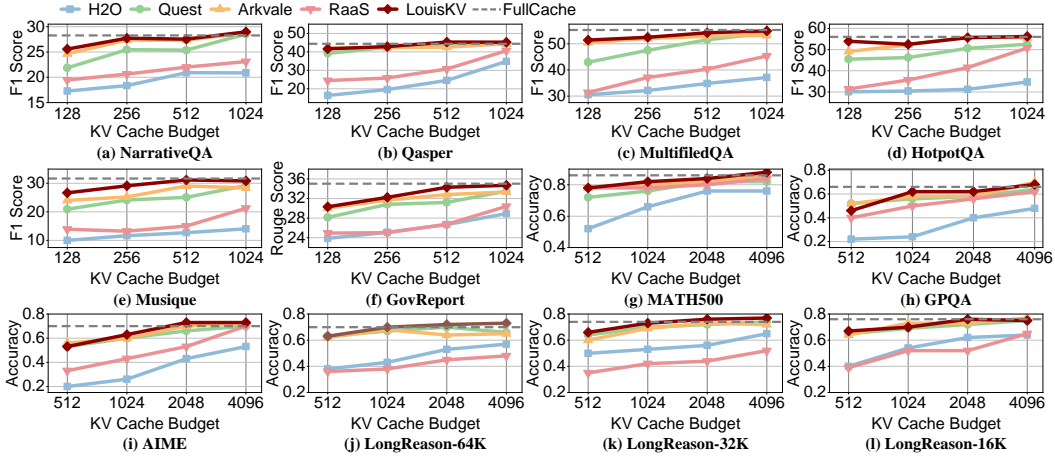 H2O Quest Arkvale RaaS LouisKV FullCache
F1 Score 30 25 20 15 128 256 512 1024 KV Cache Budget
(a) NarrativeQA
F1 Score 50 40 30 20 128 256 512 1024 KV Cache Budget
(b) Qasper
F1 Score 50 40 30 128 256 512 1024 KV Cache Budget
(c) MultifiledQA
F1 Score 60 50 40 30 128 256 512 1024 KV Cache Budget
(d) HotpotQA
F1 Score 30 20 10 128 256 512 1024 KV Cache Budget
(e) Musique
Rouge Score 36 33 30 27 24 128 256 512 1024 KV Cache Budget
(f) GovReport
Accuracy 0.8 0.6 0.4 512 1024 2048 4096 KV Cache Budget
(g) MATH500
Accuracy 0.8 0.6 0.4 0.2 512 1024 2048 4096 KV Cache Budget
(h) GPQA
Accuracy 0.8 0.6 0.4 0.2 512 1024 2048 4096 KV Cache Budget
(i) AIME
Accuracy 0.8 0.6 0.4 0.2 512 1024 2048 4096 KV Cache Budget
(j) LongReason-64K
Accuracy 0.8 0.6 0.4 0.2 512 1024 2048 4096 KV Cache Budget
(k) LongReason-32K
Accuracy 0.8 0.6 0.4 0.2 512 1024 2048 4096 KV Cache Budget
(l) LongReason-16K